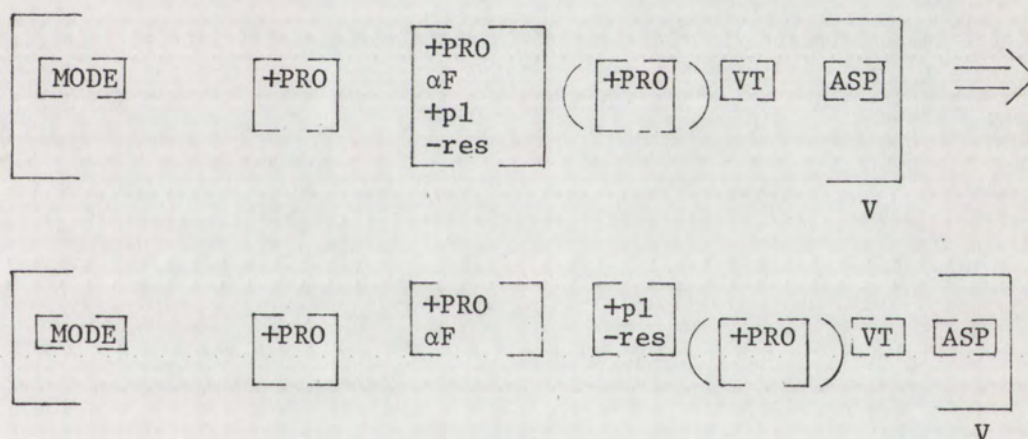 +PRO
αF
[MODE] [+PRO] +pl ([+PRO]) [VT] [ASP] ⟹
-res
V
+PRO +pl
[MODE] [+PRO] αF -res ([+PRO]) [VT] [ASP]
V